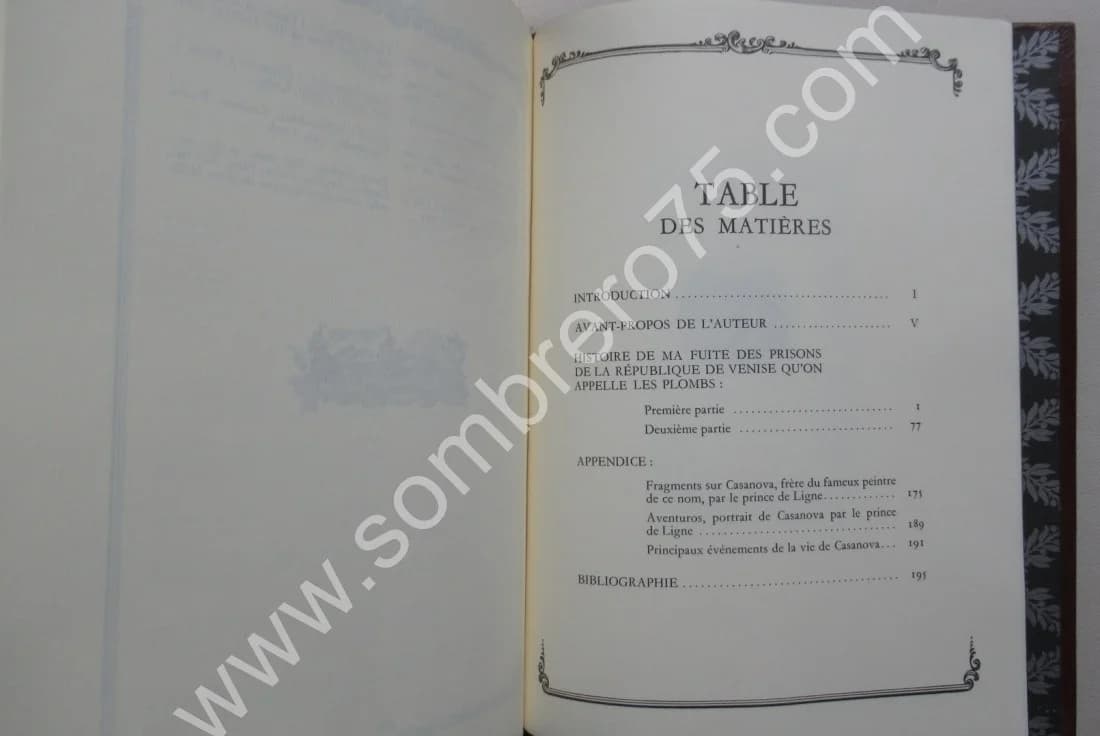 TABLE
DES MATIÈRES
INTRODUCTION ........................................ I
AVANT-PROPOS DE L'AUTEUR ..................... V
HISTOIRE DE MA FUITE DES PRISONS
DE LA RÉPUBLIQUE DE VENISE QU'ON
APPELLE LES PLOMBS :
Première partie ............................ 1
Deuxième partie ........................... 77
APPENDICE :
Fragments sur Casanova, frère du fameux peintre
de ce nom, par le prince de Ligne............. 175
Aventuros, portrait de Casanova par le prince
de Ligne .................................. 189
Principaux événements de la vie de Casanova... 191
BIBLIOGRAPHIE ...................................... 195
www.sombrero75.com